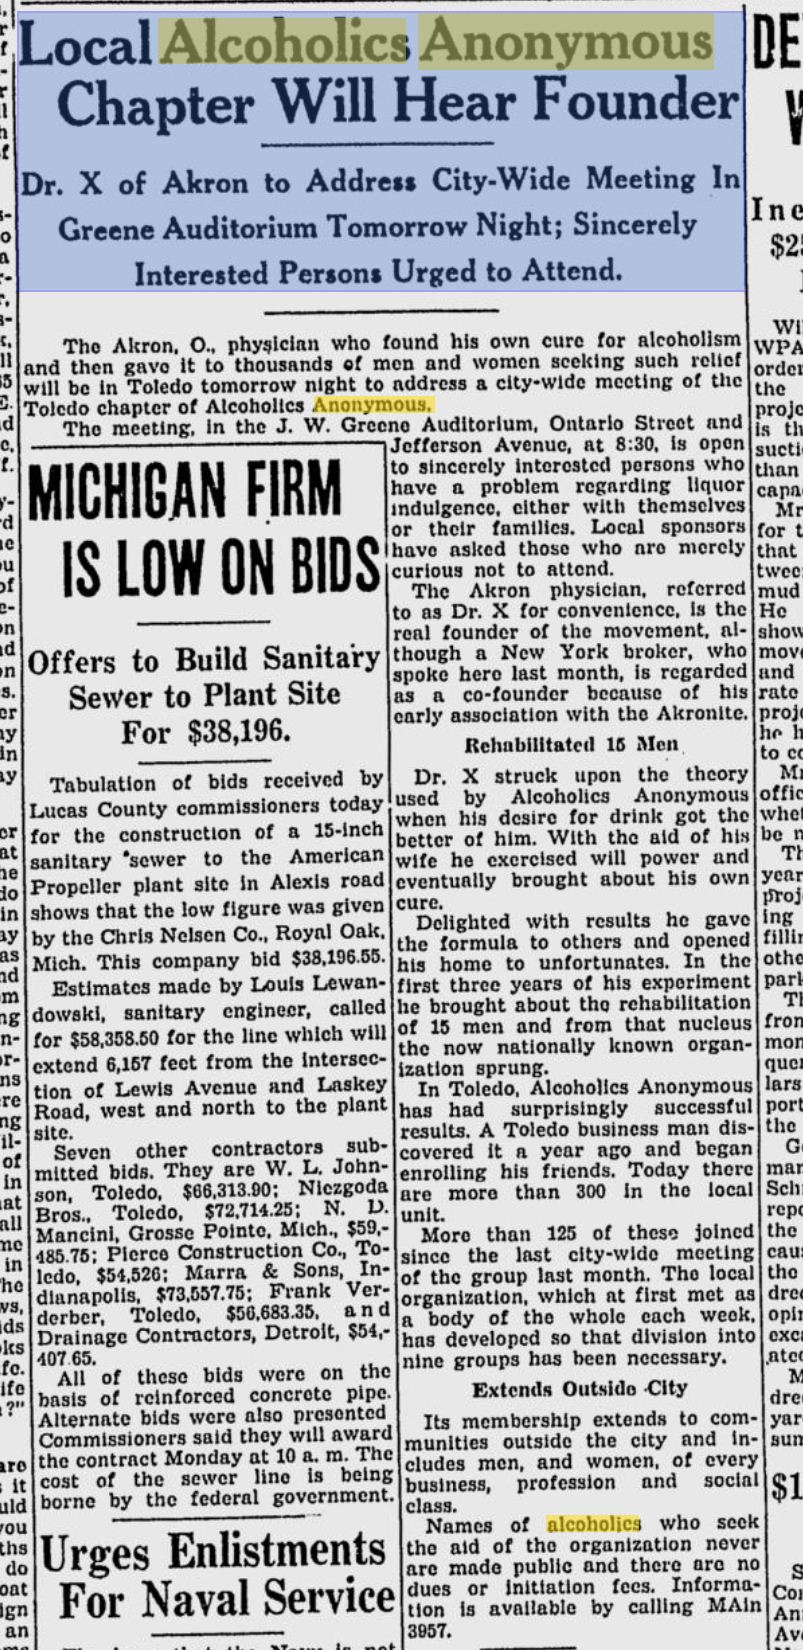 Local Alcoholics Anonymous
Chapter Will Hear Founder
Dr. X of Akron to Address City-Wide Meeting In
Greene Auditorium Tomorrow Night; Sincerely
Interested Persons Urged to Attend.
The Akron, O., physician who found his own cure for alcoholism
and then gave it to thousands of men and women seeking such relief
will be in Toledo tomorrow night to address a city-wide meeting of the
Toledo chapter of Alcoholics Anonymous.
The meeting, in the J. W. Greene Auditorium, Ontario Street and
Jefferson Avenue, at 8:30, is open
to sincerely interested persons who
have a problem regarding liquor
indulgence, either with themselves
or their families. Local sponsors
have asked those who are merely
curious not to attend.
The Akron physician, referred
to as Dr. X for convenience, is the
real founder of the movement, al-
though a New York broker, who
spoke here last month, is regarded
as a co-founder because of his
early association with the Akronite.
Rehabilitated 15 Men
Dr. X struck upon the theory
used by Alcoholics Anonymous
when his desire for drink got the
better of him. With the aid of his
wife he exercised will power and
eventually brought about his own
cure.
Delighted with results he gave
the formula to others and opened
his home to unfortunates. In the
first three years of his experiment
he brought about the rehabilitation
of 15 men and from that nucleus
the now nationally known organ-
ization sprung.
In Toledo, Alcoholics Anonymous
has had surprisingly successful
results. A Toledo business man dis-
covered it a year ago and began
enrolling his friends. Today there
are more than 300 in the local
unit.
More than 125 of these joined
since the last city-wide meeting
of the group last month. The local
organization, which at first met as
a body of the whole each week,
has developed so that division into
nine groups has been necessary.
Extends Outside City
Its membership extends to com-
munities outside the city and in-
cludes men, and women, of every
business, profession and social
class.
Names of alcoholics who seek
the aid of the organization never
are made public and there are no
dues or initiation fees. Informa-
tion is available by calling MAin
3957.
MICHIGAN FIRM
IS LOW ON BIDS
Offers to Build Sanitary
Sewer to Plant Site
For $38,196.
Tabulation of bids received by
Lucas County commissioners today
for the construction of a 15-inch
sanitary sewer to the American
Propeller plant site in Alexis road
shows that the low figure was given
by the Chris Nelsen Co., Royal Oak,
Mich. This company bid $38,196.55.
Estimates made by Louis Lewan-
dowski, sanitary engineer, called
for $58,358.50 for the line which will
extend 6,157 feet from the intersec-
tion of Lewis Avenue and Laskey
Road, west and north to the plant
site.
Seven other contractors sub-
mitted bids. They are W. L. John-
son, Toledo, $66,313.90; Niezgoda
Bros., Toledo, $72,714.25; N. D.
Mancini, Grosse Pointe, Mich., $59,-
485.75; Pierce Construction Co., To-
ledo, $54,526; Marra & Sons, In-
dianapolis, $73,557.75; Frank Ver-
derber, Toledo, $56,683.35, and
Drainage Contractors, Detroit, $54,-
407.65.
All of these bids were on the
basis of reinforced concrete pipe.
Alternate bids were also presented
Commissioners said they will award
the contract Monday at 10 a. m. The
cost of the sewer line is being
borne by the federal government.
Urges Enlistments
For Naval Service